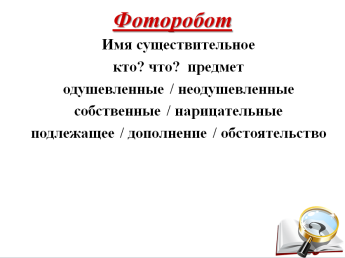 Фоторобот
Имя существительное
кто? что? предмет
одушевленные / неодушевленные
собственные / нарицательные
подлежащее / дополнение / обстоятельство